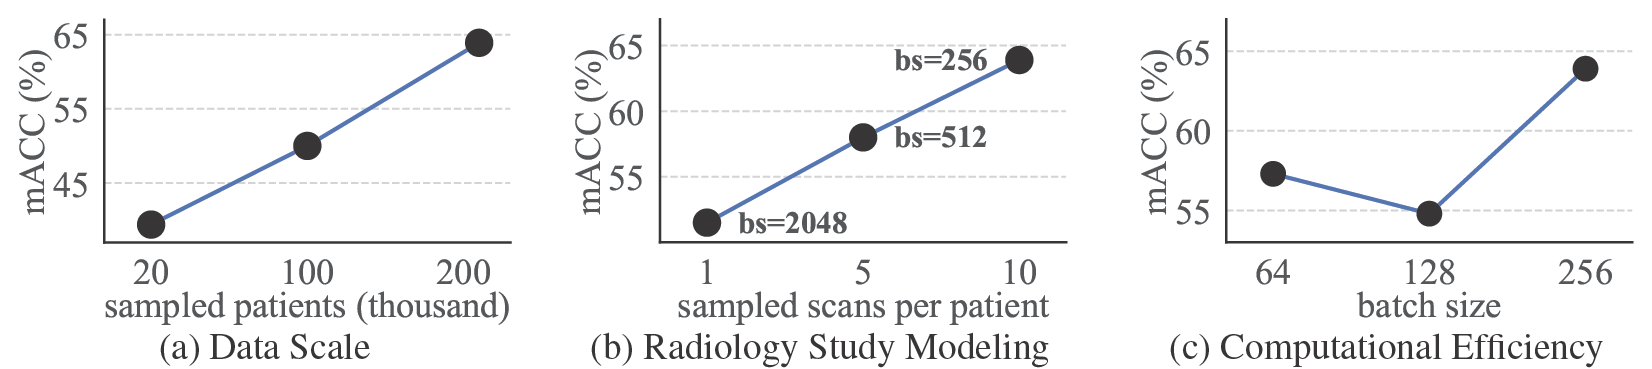 mACC (%)
65
55
45
20 100 200
sampled patients (thousand)
(a) Data Scale
mACC (%)
65
60
55
bs=256
bs=512
bs=2048
1 5 10
sampled scans per patient
(b) Radiology Study Modeling
mACC (%)
65
60
55
64 128 256
batch size
(c) Computational Efficiency